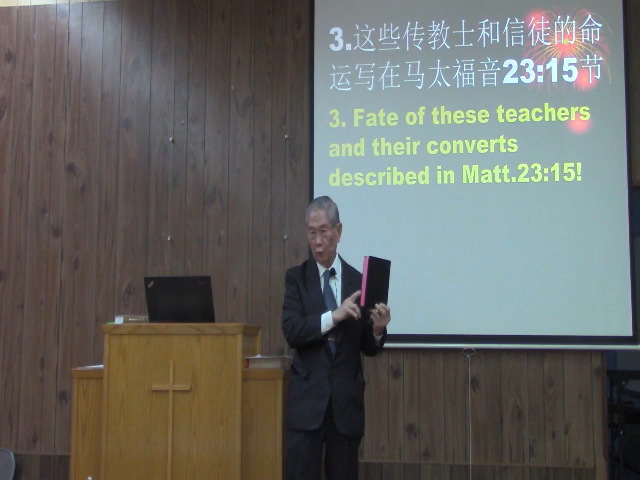 3.这些传教士和信徒的命
运写在马太福音23:15节
3. Fate of these teachers
and their converts
described in Matt.23:15!